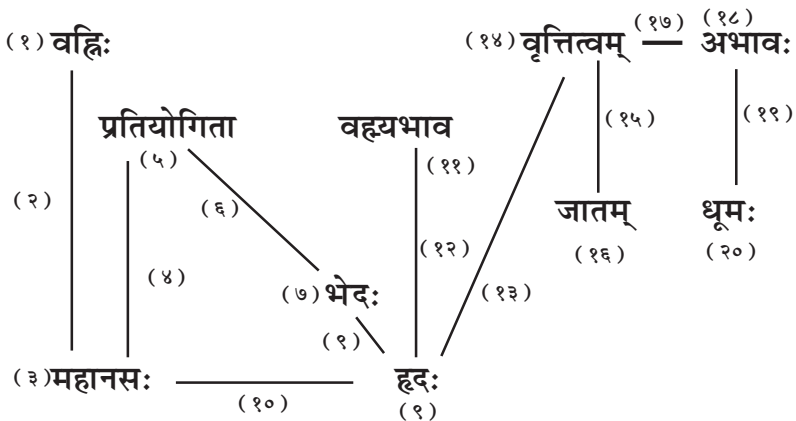 (१) वह्निः (१४) वृत्तित्वम् (१७) (१८) अभावः
प्रतियोगिता वह्न्यभाव
(५) (११) (१५) (१९)
(२) (६) जातम् धूमः
(४) (१२) (१६) (२०)
(७) भेदः (१३)
(९)
(३) महानसः (१०) हृदः
(९)